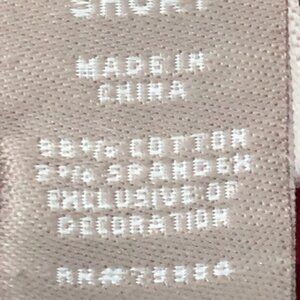 SHORT
MADE IN
CHINA
98% COTTON
2% SPANDEX
EXCLUSIVE OF
DECORATION